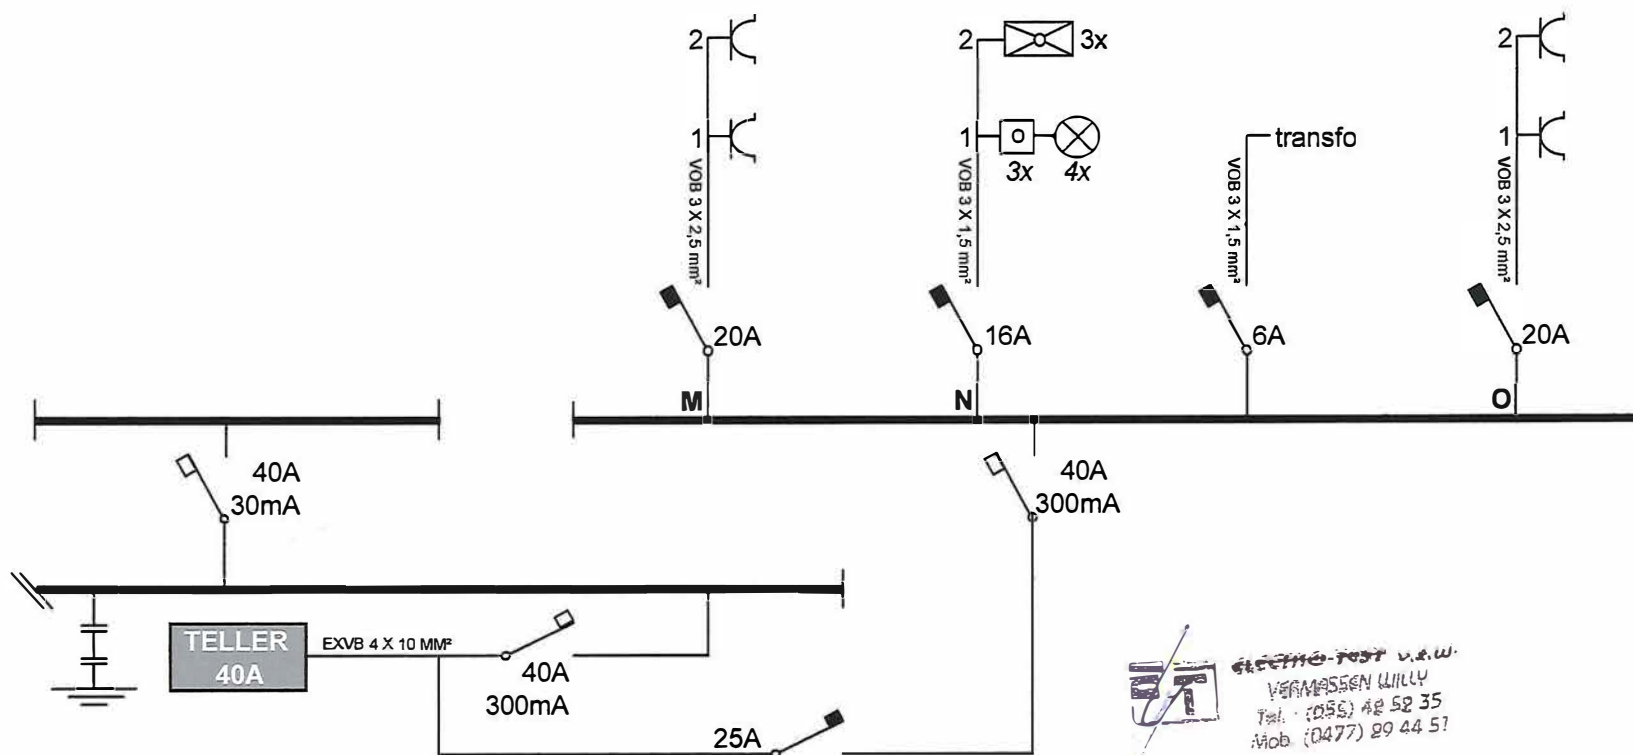 2
2
3x
2
1
1
3x
4x
transfo
1
VOB 3 X 2,5 mm²
VOB 3 X 1,5 mm²
VOB 3 X 1,5 mm²
VOB 3 X 2,5 mm²
20A
16A
6A
20A
M
N
O
40A
30mA
40A
300mA
TELLER
40A
EXVB 4 X 10 MM²
40A
300mA
25A
ELECTRO-TEST v.z.w.
VERMASSEN WILLY
Tel. : (055) 42 52 35
Mob. (0477) 89 44 51